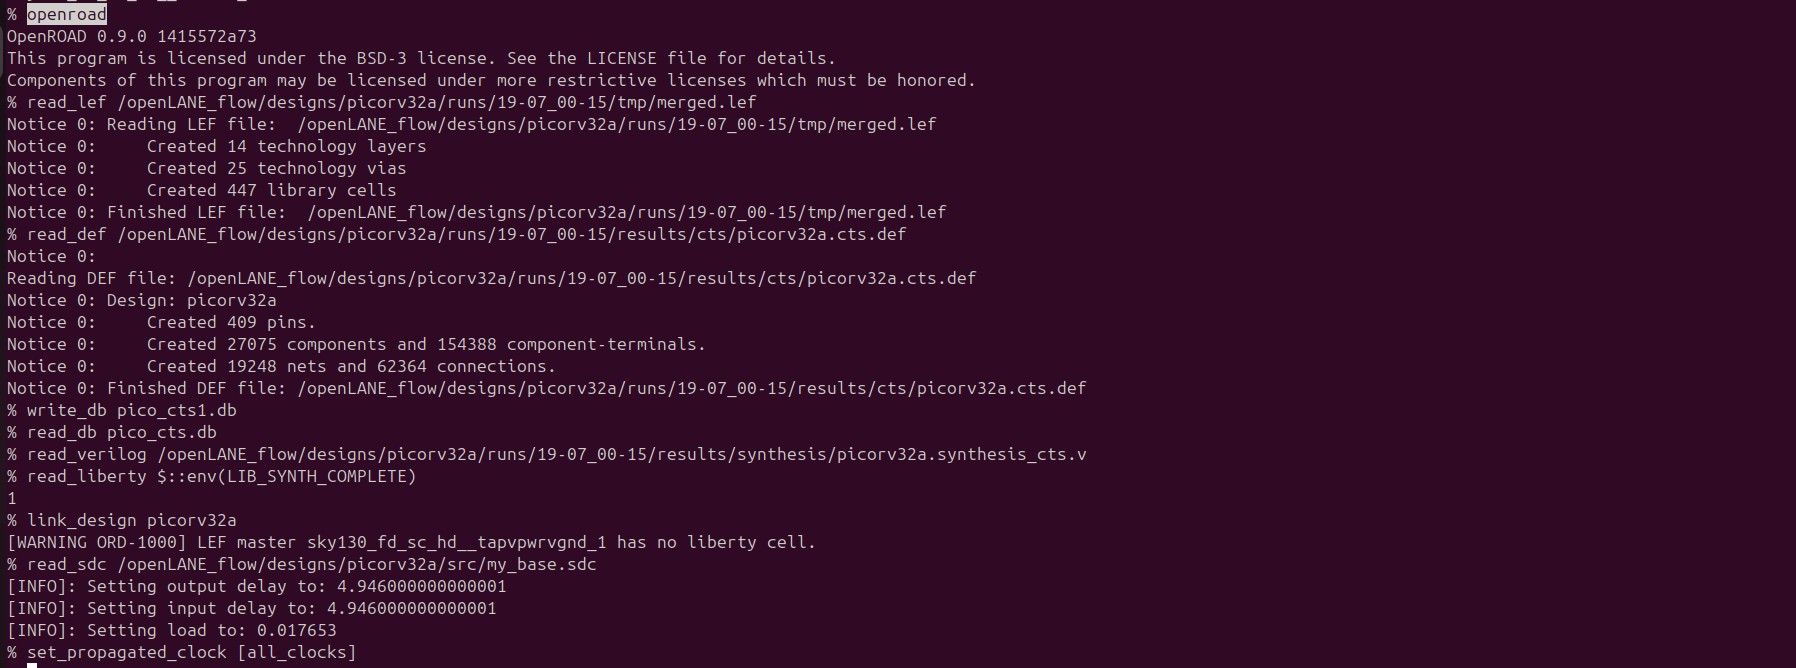 % openroad
OpenROAD 0.9.0 1415572a73
This program is licensed under the BSD-3 license. See the LICENSE file for details.
Components of this program may be licensed under more restrictive licenses which must be honored.
% read_lef /openLANE_flow/designs/picorv32a/runs/19-07_00-15/tmp/merged.lef
Notice 0: Reading LEF file:  /openLANE_flow/designs/picorv32a/runs/19-07_00-15/tmp/merged.lef
Notice 0:     Created 14 technology layers
Notice 0:     Created 25 technology vias
Notice 0:     Created 447 library cells
Notice 0: Finished LEF file:  /openLANE_flow/designs/picorv32a/runs/19-07_00-15/tmp/merged.lef
% read_def /openLANE_flow/designs/picorv32a/runs/19-07_00-15/results/cts/picorv32a.cts.def
Notice 0:
Reading DEF file: /openLANE_flow/designs/picorv32a/runs/19-07_00-15/results/cts/picorv32a.cts.def
Notice 0: Design: picorv32a
Notice 0:     Created 409 pins.
Notice 0:     Created 27075 components and 154388 component-terminals.
Notice 0:     Created 19248 nets and 62364 connections.
Notice 0: Finished DEF file: /openLANE_flow/designs/picorv32a/runs/19-07_00-15/results/cts/picorv32a.cts.def
% write_db pico_cts1.db
% read_db pico_cts.db
% read_verilog /openLANE_flow/designs/picorv32a/runs/19-07_00-15/results/synthesis/picorv32a.synthesis_cts.v
% read_liberty $::env(LIB_SYNTH_COMPLETE)
1
% link_design picorv32a
[WARNING ORD-1000] LEF master sky130_fd_sc_hd__tapvpwrvgnd_1 has no liberty cell.
% read_sdc /openLANE_flow/designs/picorv32a/src/my_base.sdc
[INFO]: Setting output delay to: 4.946000000000001
[INFO]: Setting input delay to: 4.946000000000001
[INFO]: Setting load to: 0.017653
% set_propagated_clock [all_clocks]